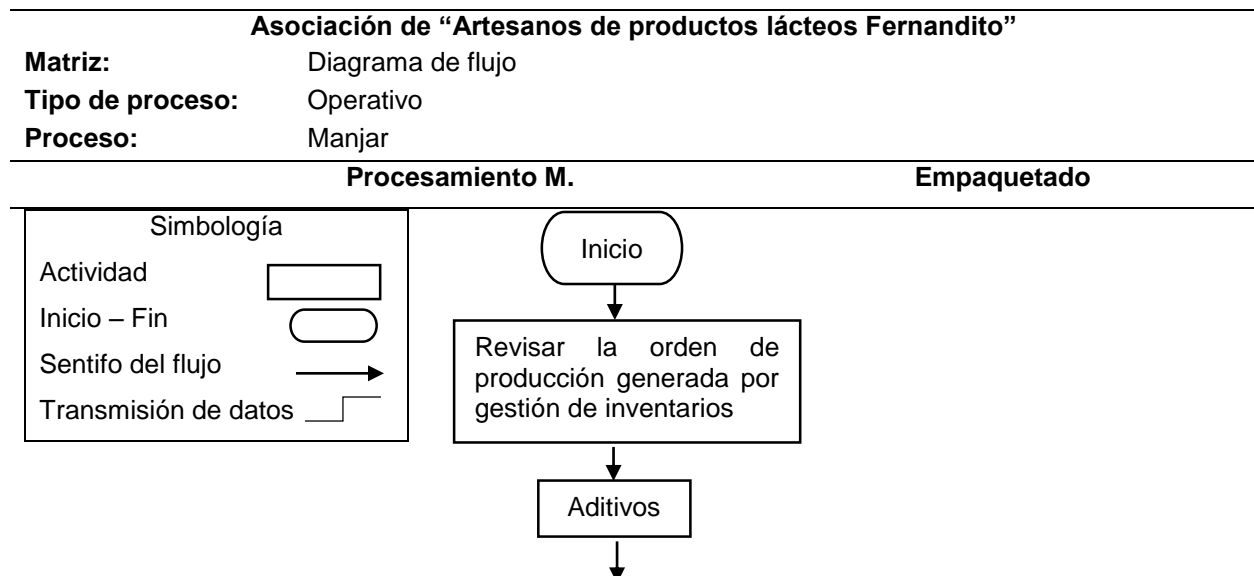 Asociación de “Artesanos de productos lácteos Fernandito”
Matriz: Diagrama de flujo
Tipo de proceso: Operativo
Proceso: Manjar
Procesamiento M. Empaquetado
Simbología
Actividad
Inicio – Fin
Sentifo del flujo
Transmisión de datos
Inicio
Revisar la orden de
producción generada por
gestión de inventarios
Aditivos